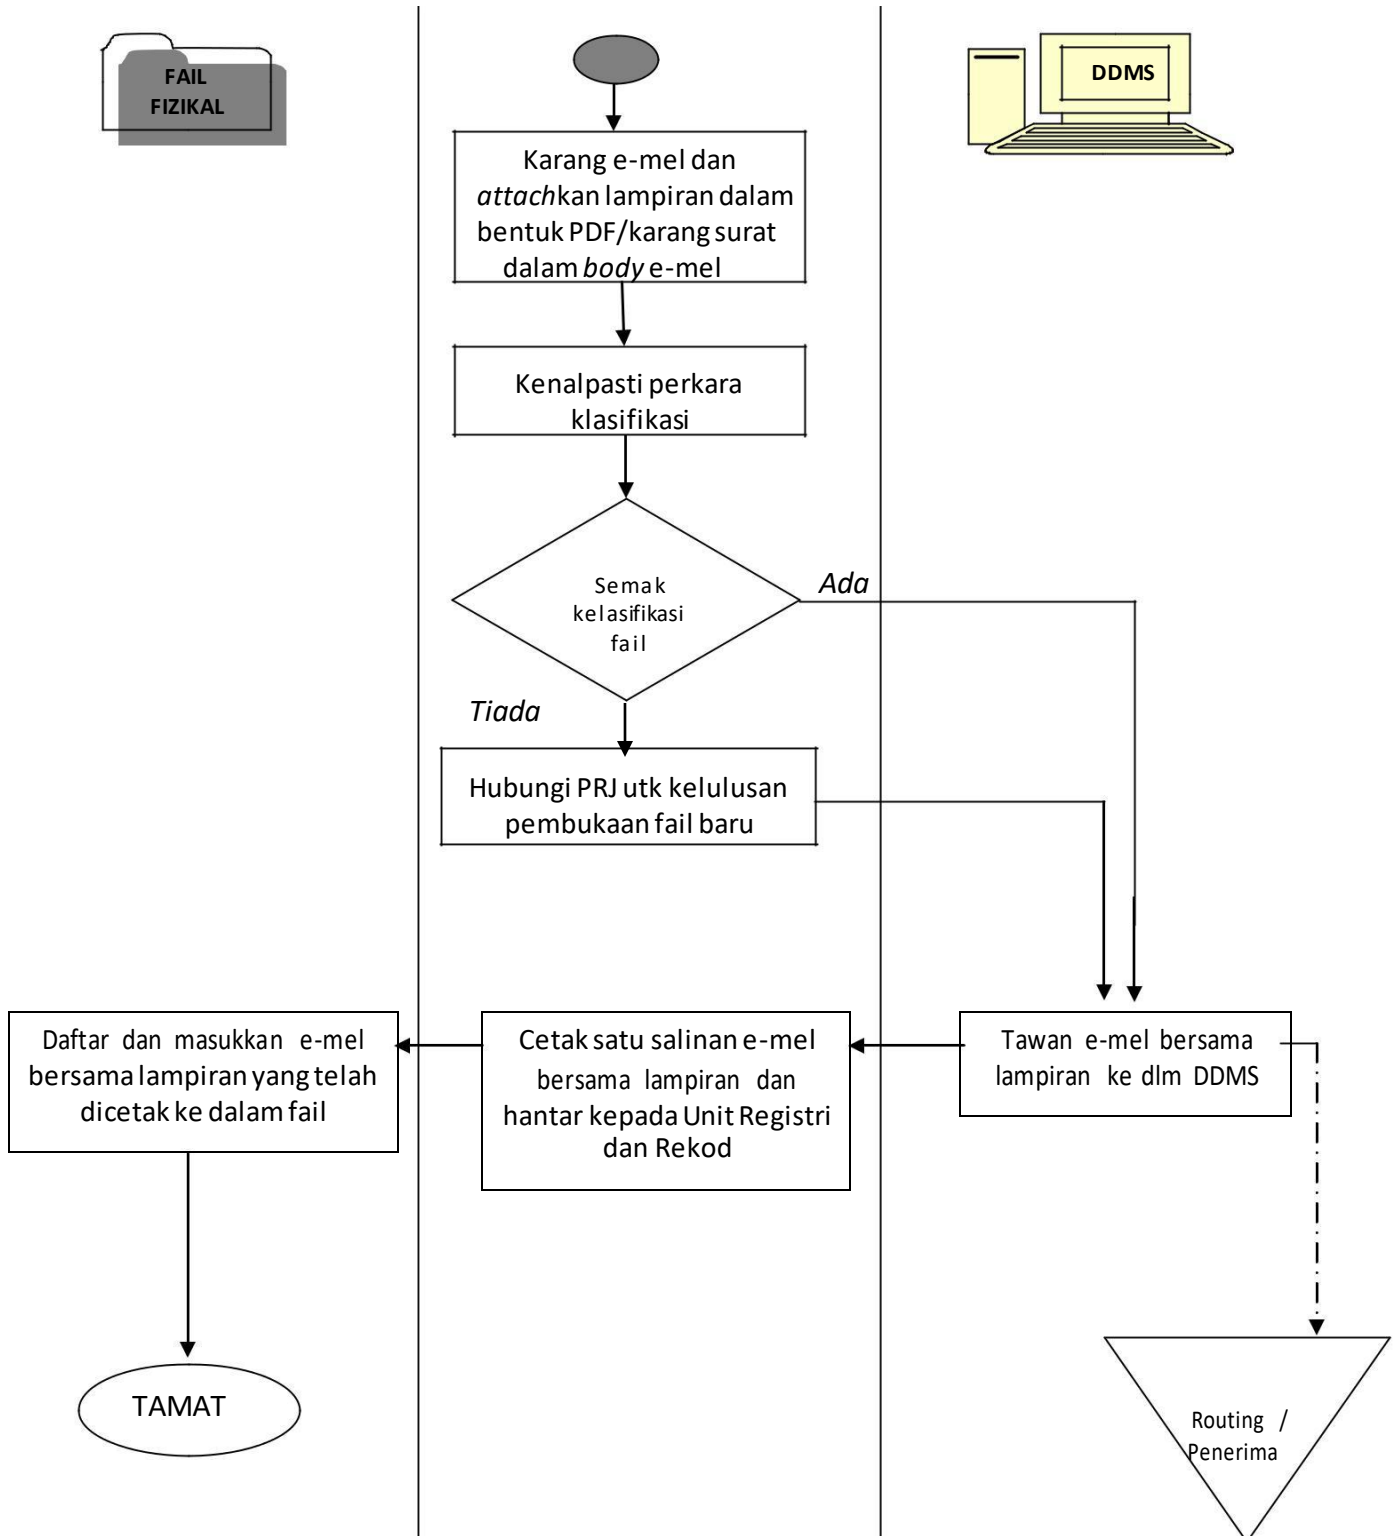 FAIL
FIZIKAL
DDMS
Karang e-mel dan
attachkan lampiran dalam
bentuk PDF/karang surat
dalam body e-mel
Kenalpasti perkara
klasifikasi
Semak
kelasifikasi
fail
Ada
Tiada
Hubungi PRJ utk kelulusan
pembukaan fail baru
Daftar dan masukkan e-mel
bersama lampiran yang telah
dicetak ke dalam fail
Cetak satu salinan e-mel
bersama lampiran dan
hantar kepada Unit Registri
dan Rekod
Tawan e-mel bersama
lampiran ke dlm DDMS
TAMAT
Routing /
Penerima